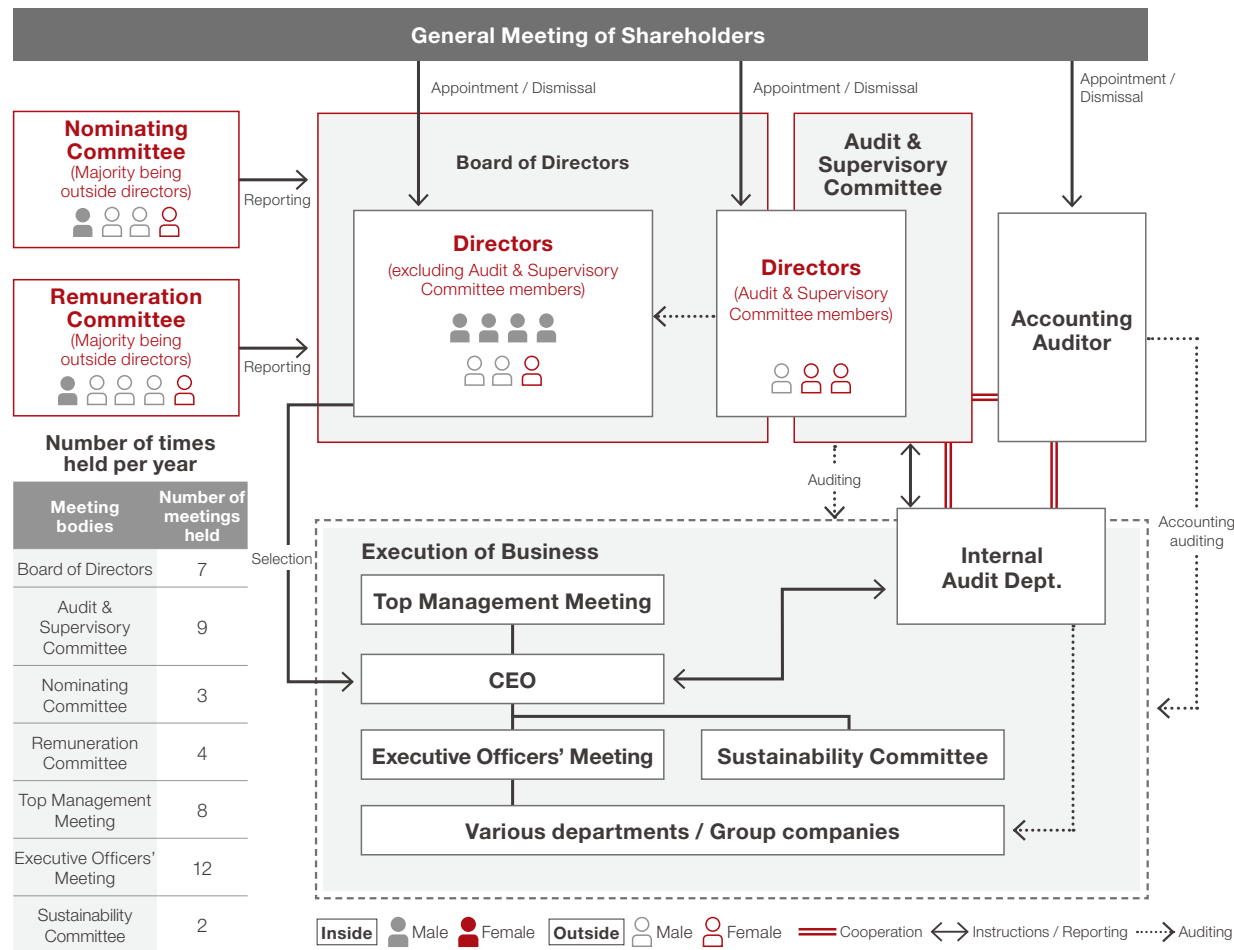 General Meeting of Shareholders
Appointment / Dismissal
Appointment / Dismissal
Appointment /
Dismissal
Nominating
Committee
(Majority being
outside directors)
Reporting
Remuneration
Committee
(Majority being
outside directors)
Reporting
Board of Directors
Directors
(excluding Audit & Supervisory
Committee members)
Audit &
Supervisory
Committee
Directors
(Audit & Supervisory
Committee members)
Accounting
Auditor
Auditing
Accounting
auditing
Selection
Number of times
held per year
Meeting
bodies
Number of
meetings
held
Board of Directors 7
Audit &
Supervisory
Committee
9
Nominating
Committee
3
Remuneration
Committee
4
Top Management
Meeting
8
Executive Officers'
Meeting
12
Sustainability
Committee
2
Execution of Business
Top Management Meeting
CEO
Executive Officers' Meeting
Sustainability Committee
Various departments / Group companies
Internal
Audit Dept.
Inside Male Female Outside Male Female Cooperation Instructions / Reporting Auditing